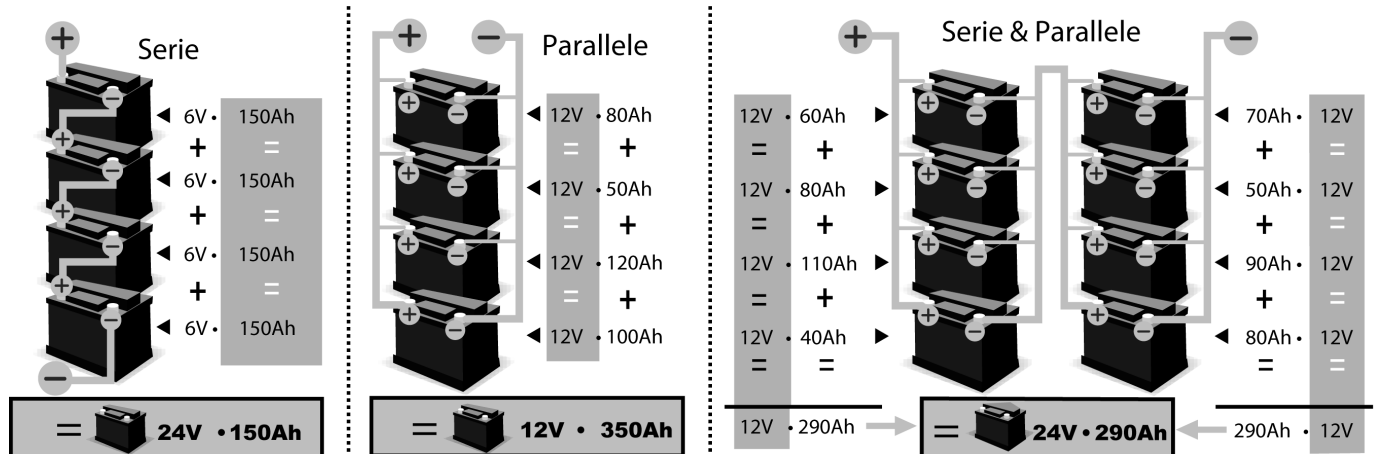 Serie
6V · 150Ah
+ =
6V · 150Ah
+ =
6V · 150Ah
+ =
6V · 150Ah
= 24V · 150Ah
Parallele
12V · 80Ah
= +
12V · 50Ah
= +
12V · 120Ah
= +
12V · 100Ah
= 12V · 350Ah
Serie & Parallele
12V · 60Ah
= +
12V · 80Ah
= +
12V · 110Ah
= +
12V · 40Ah
= =
12V · 290Ah
70Ah · 12V
+ =
50Ah · 12V
+ =
90Ah · 12V
+ =
80Ah · 12V
= =
290Ah · 12V
= 24V · 290Ah